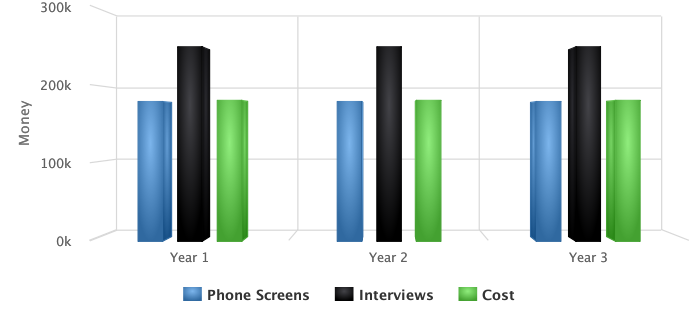 300k
200k
100k
0k
Money
Year 1 Year 2 Year 3
Phone Screens Interviews Cost